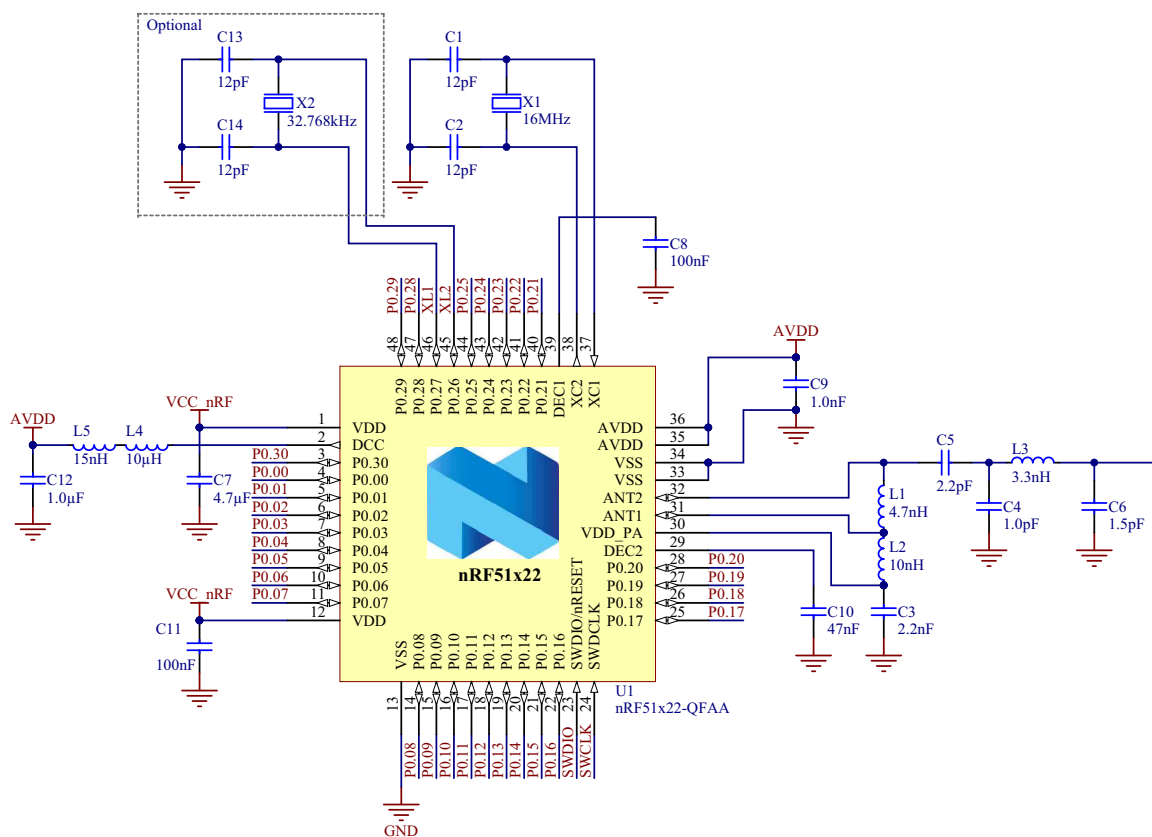 Optional
C13
12pF
X2
32.768kHz
C14
12pF
C1
12pF
X1
16MHz
C2
12pF
C8
100nF
P0.29
P0.28
XL1
XL2
P0.25
P0.24
P0.23
P0.22
P0.21
48
47
46
45
44
43
42
41
40
39
38
37
P0.29
P0.28
P0.27
P0.26
P0.25
P0.24
P0.23
P0.22
P0.21
DEC1
XC2
XC1
AVDD
C9
1.0nF
AVDD
L5
15nH
L4
10µH
C12
1.0µF
VCC_nRF
C7
4.7µF
VCC_nRF
C11
100nF
1 VDD
2 DCC
P0.30 3 P0.30
P0.00 4 P0.00
P0.01 5 P0.01
P0.02 6 P0.02
P0.03 7 P0.03
P0.04 8 P0.04
P0.05 9 P0.05
P0.06 10 P0.06
P0.07 11 P0.07
12 VDD
nRF51x22
AVDD 36
AVDD 35
VSS 34
VSS 33
ANT2 32
ANT1 31
VDD_PA 30
DEC2 29
P0.20 28 P0.20
P0.19 27 P0.19
P0.18 26 P0.18
P0.17 25 P0.17
C5
2.2pF
L3
3.3nH
L1
4.7nH
C4
1.0pF
C6
1.5pF
L2
10nH
C10
47nF
C3
2.2nF
VSS
P0.08
P0.09
P0.10
P0.11
P0.12
P0.13
P0.14
P0.15
P0.16
SWDIO/nRESET
SWDCLK
U1
nRF51x22-QFAA
13
14
15
16
17
18
19
20
21
22
23
24
P0.08
P0.09
P0.10
P0.11
P0.12
P0.13
P0.14
P0.15
P0.16
SWDIO
SWCLK
GND